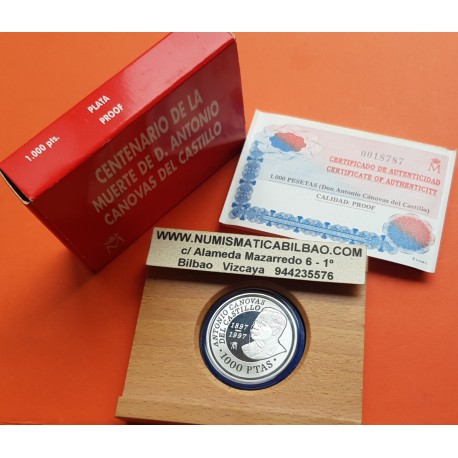 1.000 pts.
PLATA
PROOF
CENTENARIO DE LA
MUERTE DE D. ANTONIO
CANOVAS DEL CASTILLO
0018787
CERTIFICADO DE AUTENTICIDAD
CERTIFICATE OF AUTHENTICITY
1.000 PESETAS (Don Antonio Cánovas del Castillo)
CALIDAD: PROOF
WWW.NUMISMATICABILBAO.COM
c/ Alameda Mazarredo 6 - 1º
Bilbao Vizcaya 944235576
ANTONIO CANOVAS
DEL CASTILLO
1897
1997
M
1000 PTAS